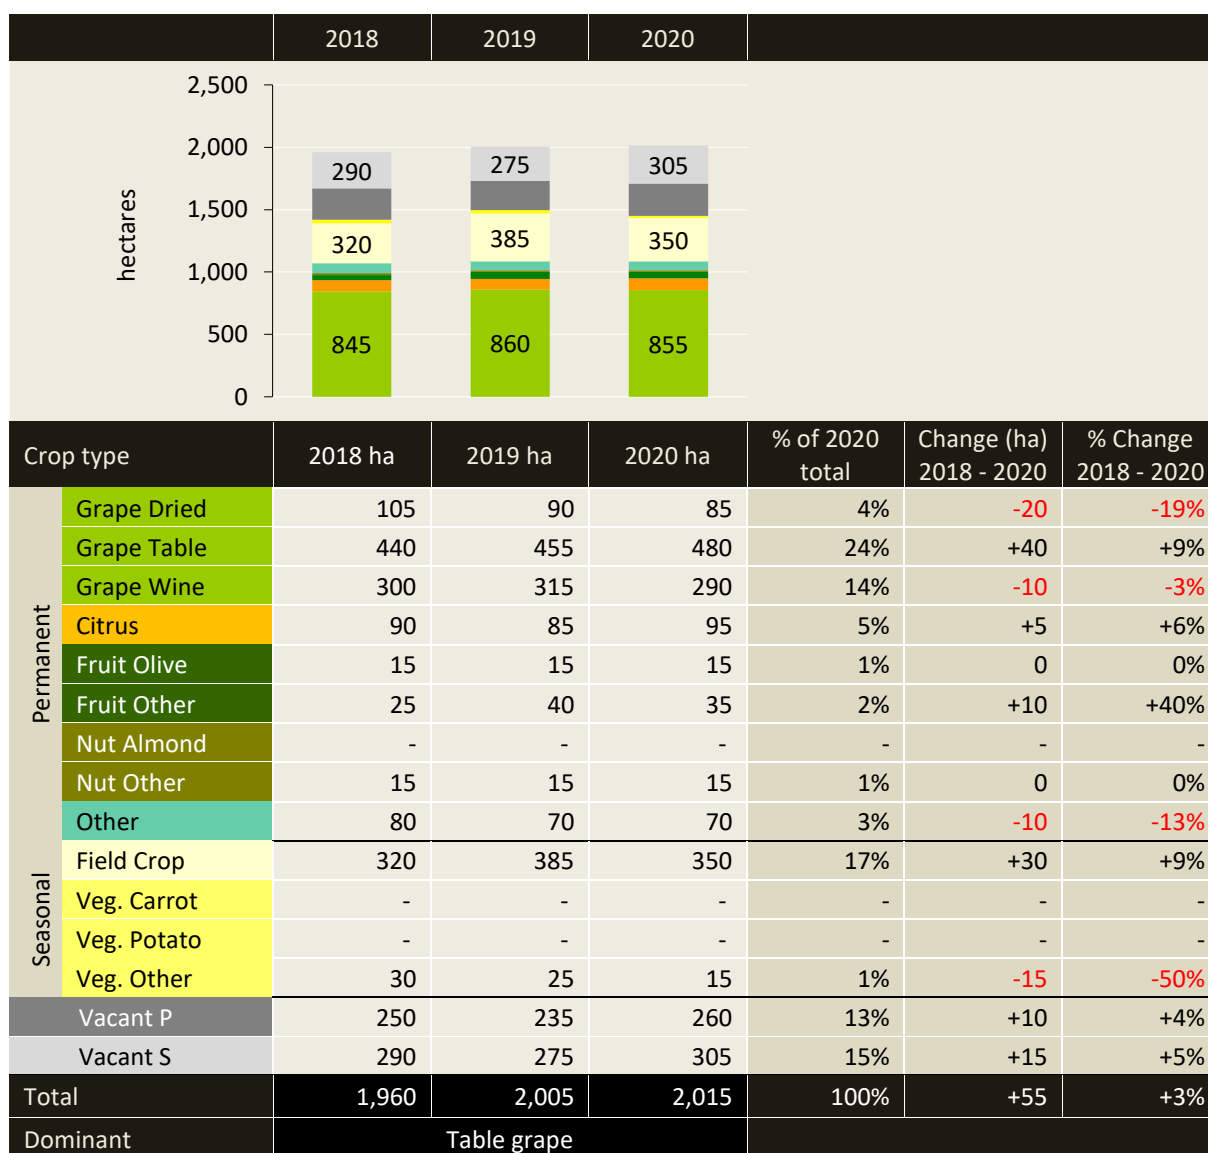 2018 2019 2020
2,500
2,000
1,500
1,000
500
0
hectares
290 275 305
320 385 350
845 860 855
Crop type 2018 ha 2019 ha 2020 ha % of 2020 total Change (ha) 2018 - 2020 % Change 2018 - 2020
Permanent
Grape Dried 105 90 85 4% -20 -19%
Grape Table 440 455 480 24% +40 +9%
Grape Wine 300 315 290 14% -10 -3%
Citrus 90 85 95 5% +5 +6%
Fruit Olive 15 15 15 1% 0 0%
Fruit Other 25 40 35 2% +10 +40%
Nut Almond - - - - - -
Nut Other 15 15 15 1% 0 0%
Other 80 70 70 3% -10 -13%
Seasonal
Field Crop 320 385 350 17% +30 +9%
Veg. Carrot - - - - - -
Veg. Potato - - - - - -
Veg. Other 30 25 15 1% -15 -50%
Vacant P 250 235 260 13% +10 +4%
Vacant S 290 275 305 15% +15 +5%
Total 1,960 2,005 2,015 100% +55 +3%
Dominant Table grape